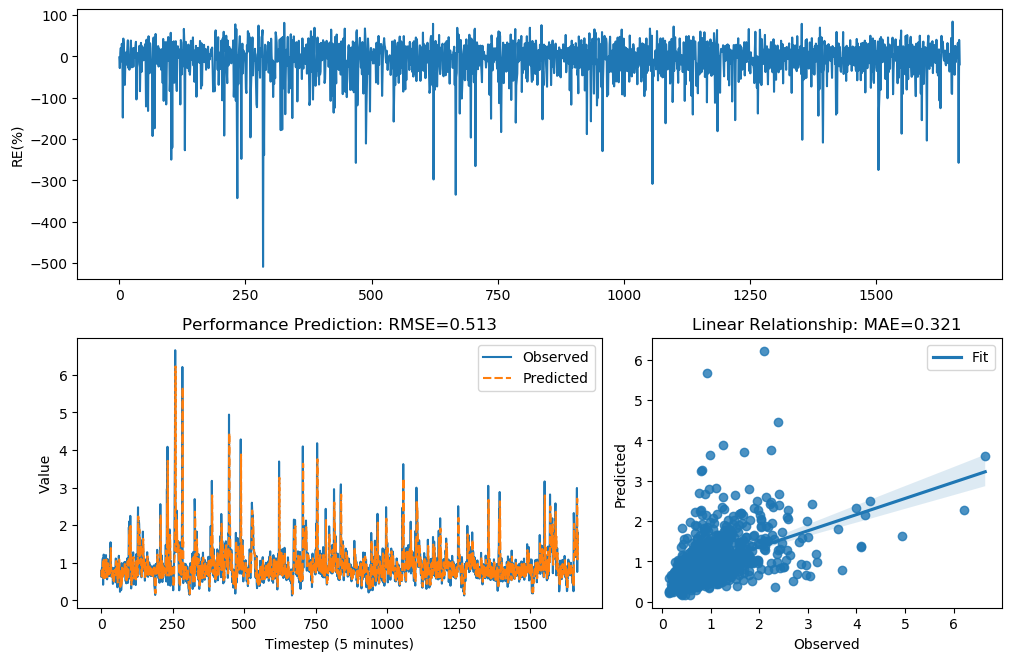 100
0
−100
−200
−300
−400
−500
RE(%)
0 250 500 750 1000 1250 1500
Performance Prediction: RMSE=0.513
Observed
Predicted
6
5
4
3
2
1
0
Value
0 250 500 750 1000 1250 1500
Timestep (5 minutes)
Linear Relationship: MAE=0.321
Fit
6
5
4
3
2
1
0
Predicted
0 1 2 3 4 5 6
Observed